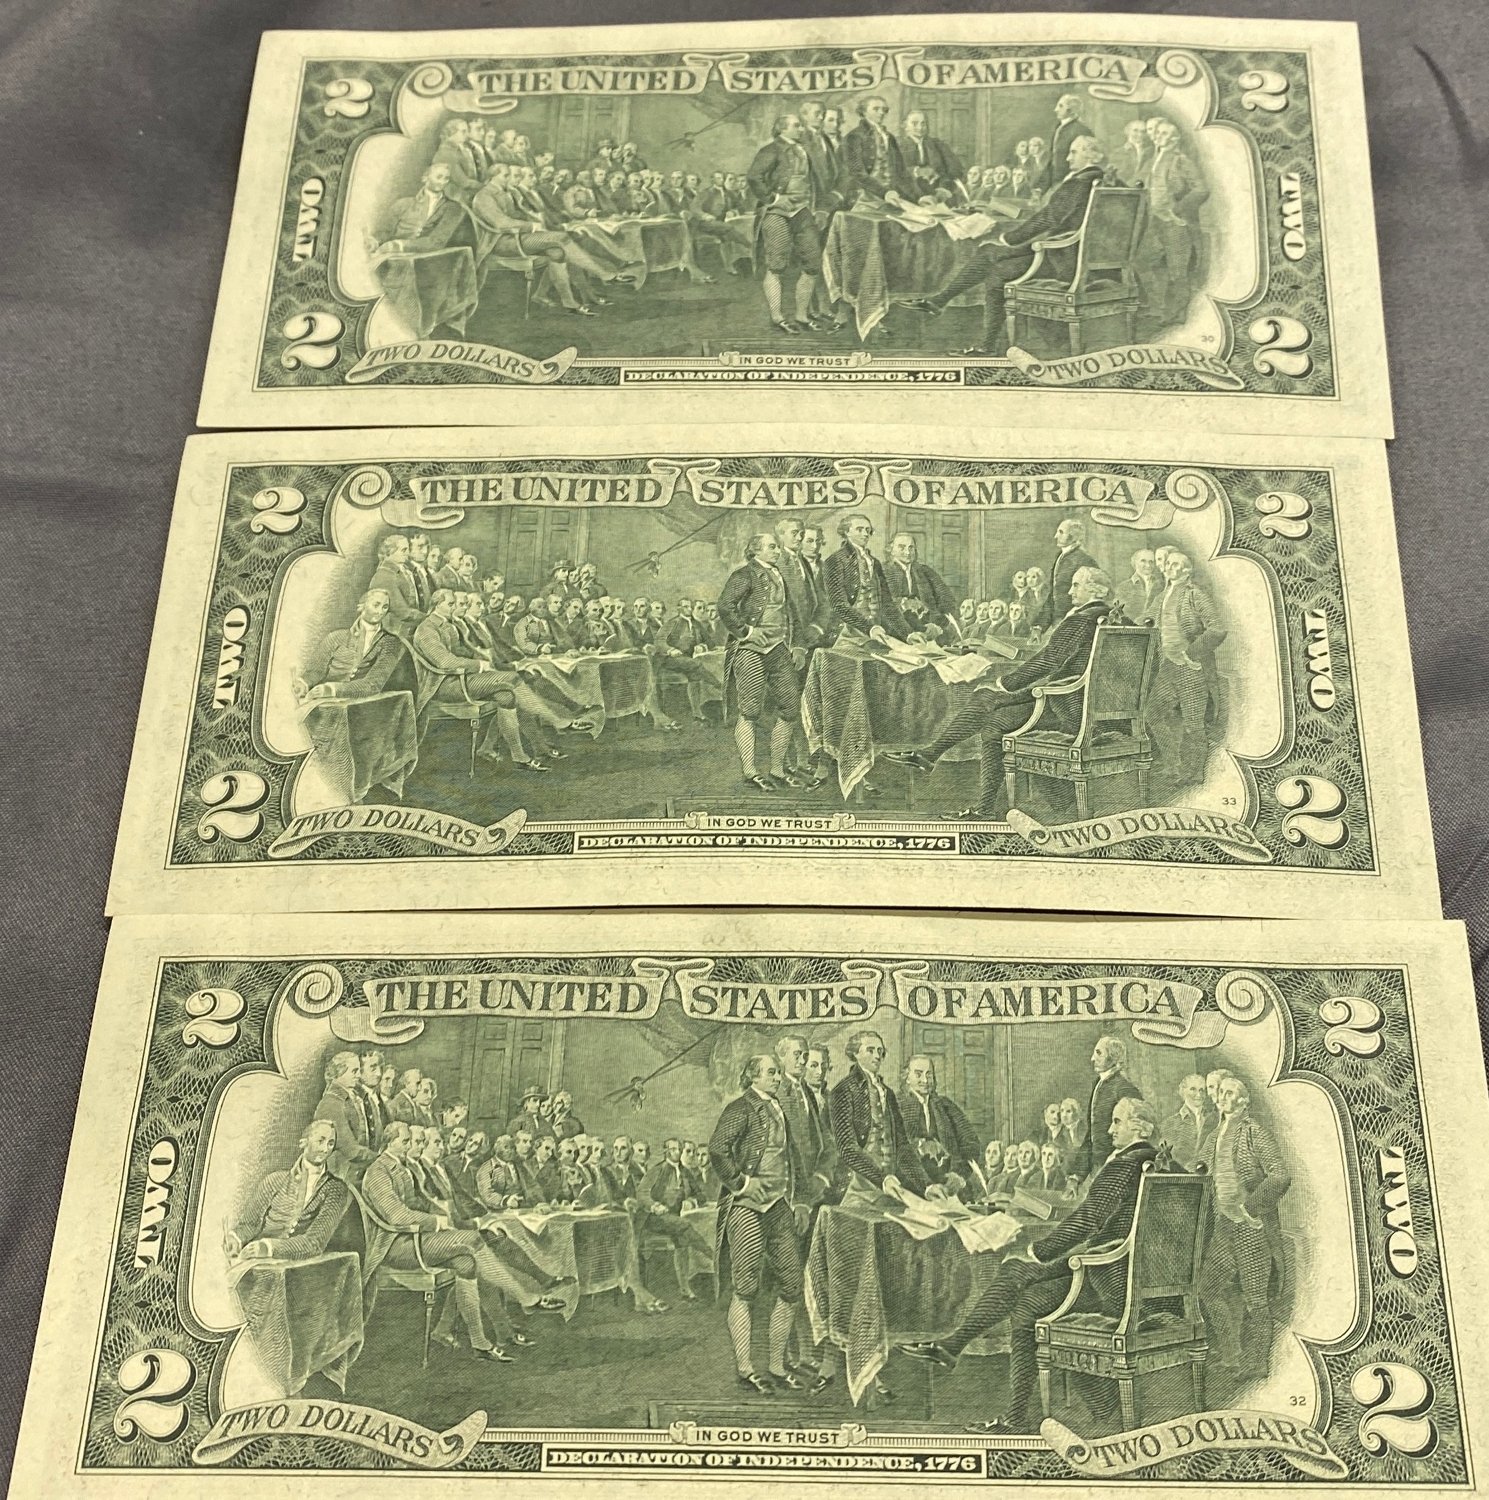 2 THE UNITED STATES OF AMERICA 2
TWO TWO
30
2 TWO DOLLARS IN GOD WE TRUST TWO DOLLARS 2
DECLARATION OF INDEPENDENCE, 1776
2 THE UNITED STATES OF AMERICA 2
TWO TWO
33
2 TWO DOLLARS IN GOD WE TRUST TWO DOLLARS 2
DECLARATION OF INDEPENDENCE, 1776
2 THE UNITED STATES OF AMERICA 2
TWO TWO
32
2 TWO DOLLARS IN GOD WE TRUST TWO DOLLARS 2
DECLARATION OF INDEPENDENCE, 1776